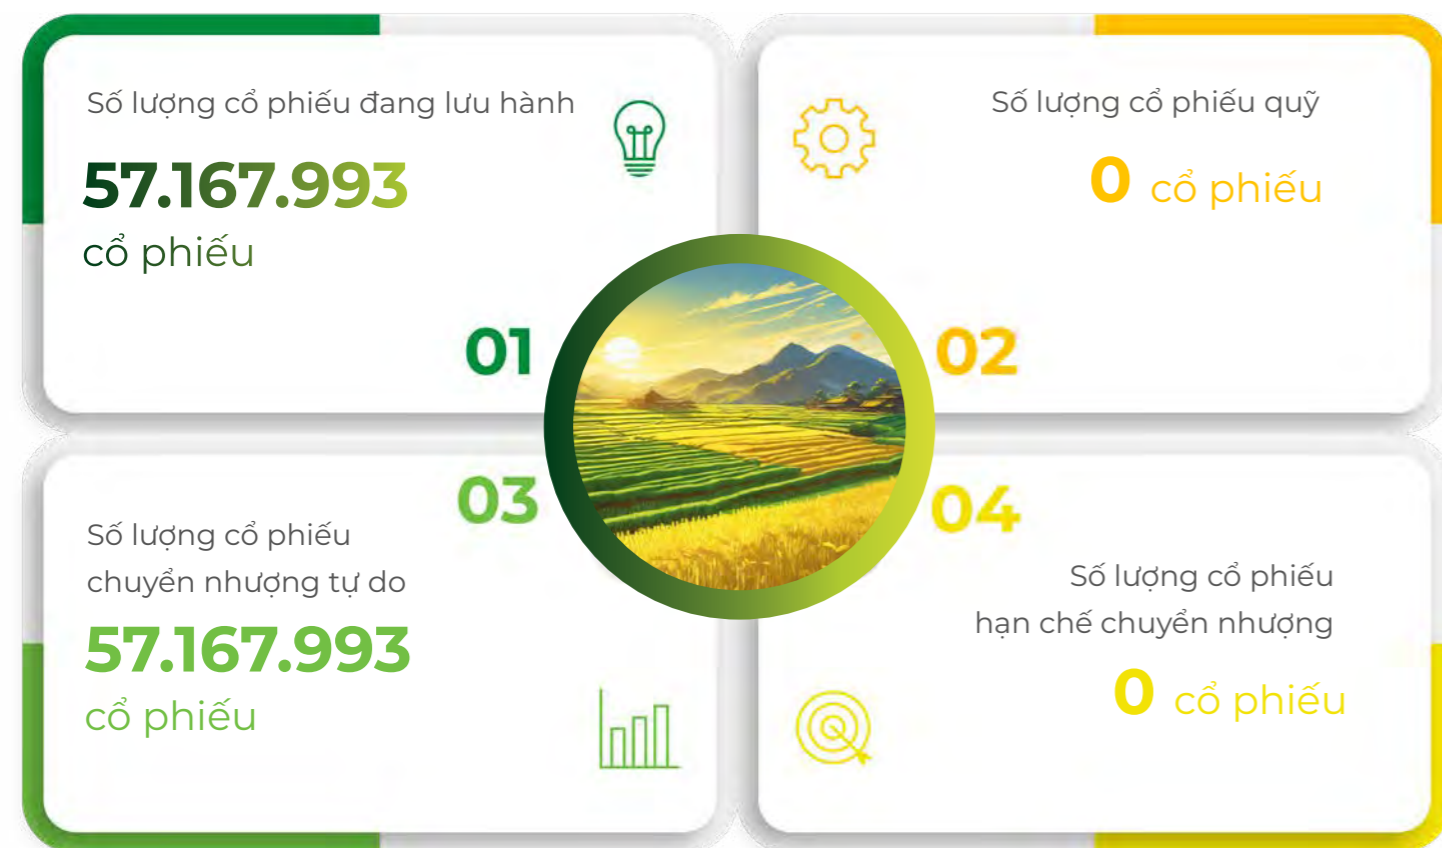 Số lượng cổ phiếu đang lưu hành
57.167.993
cổ phiếu
01
Số lượng cổ phiếu quỹ
0 cổ phiếu
02
03
Số lượng cổ phiếu
chuyển nhượng tự do
57.167.993
cổ phiếu
04
Số lượng cổ phiếu
hạn chế chuyển nhượng
0 cổ phiếu